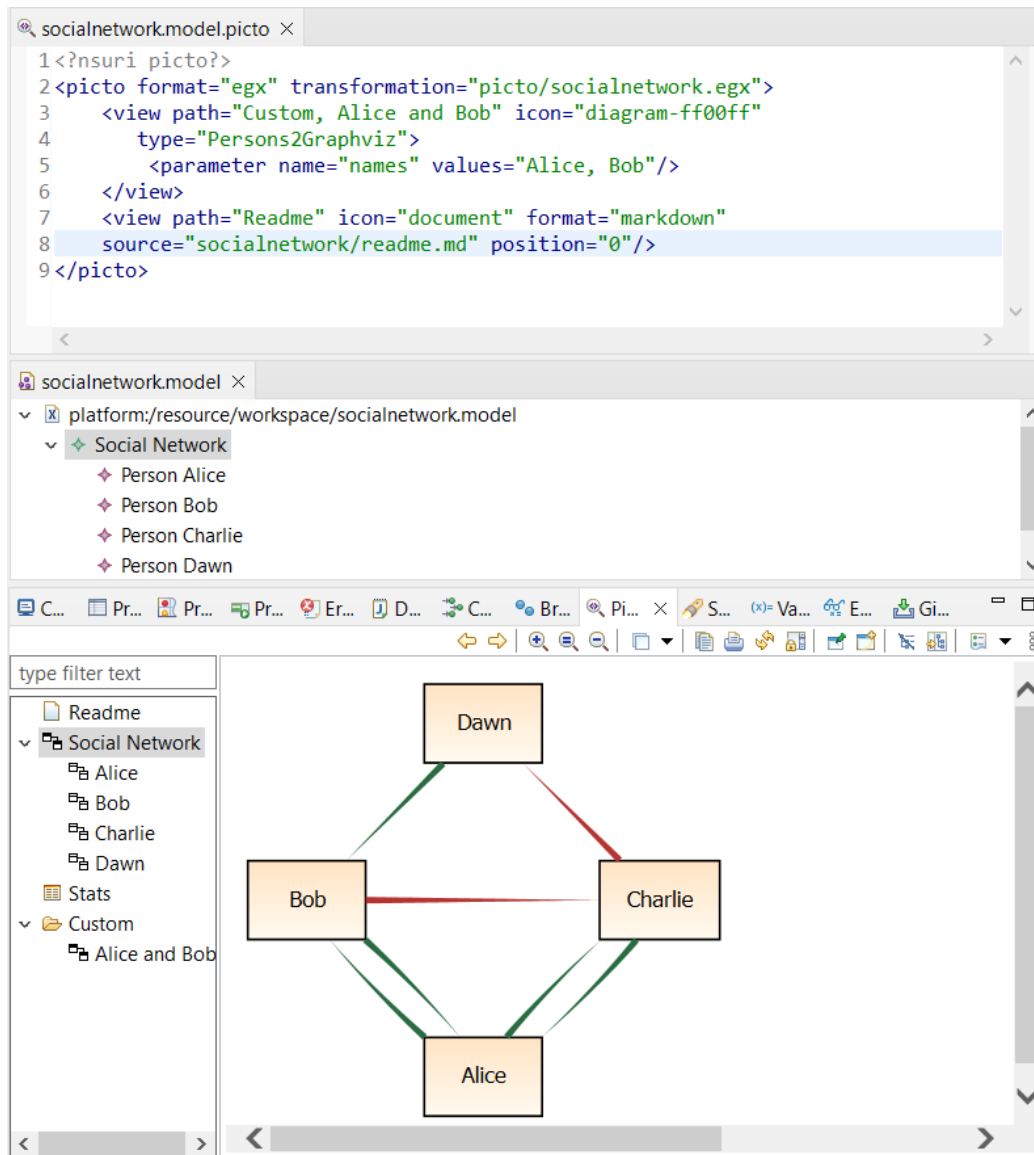 socialnetwork.model.picto
1 <?nsuri picto?>
2 <picto format="egx" transformation="picto/socialnetwork.egx">
3 <view path="Custom, Alice and Bob" icon="diagram-ff00ff"
4 type="Persons2Graphviz">
5 <parameter name="names" values="Alice, Bob"/>
6 </view>
7 <view path="Readme" icon="document" format="markdown"
8 source="socialnetwork/readme.md" position="0"/>
9 </picto>
socialnetwork.model
platform:/resource/workspace/socialnetwork.model
Social Network
Person Alice
Person Bob
Person Charlie
Person Dawn
C... Pr... Pr... Pr... Er... D... C... Br... Pi... S... (x)= Va... E... Gi...
type filter text
Readme
Social Network
Alice
Bob
Charlie
Dawn
Stats
Custom
Alice and Bob
Dawn
Bob
Charlie
Alice